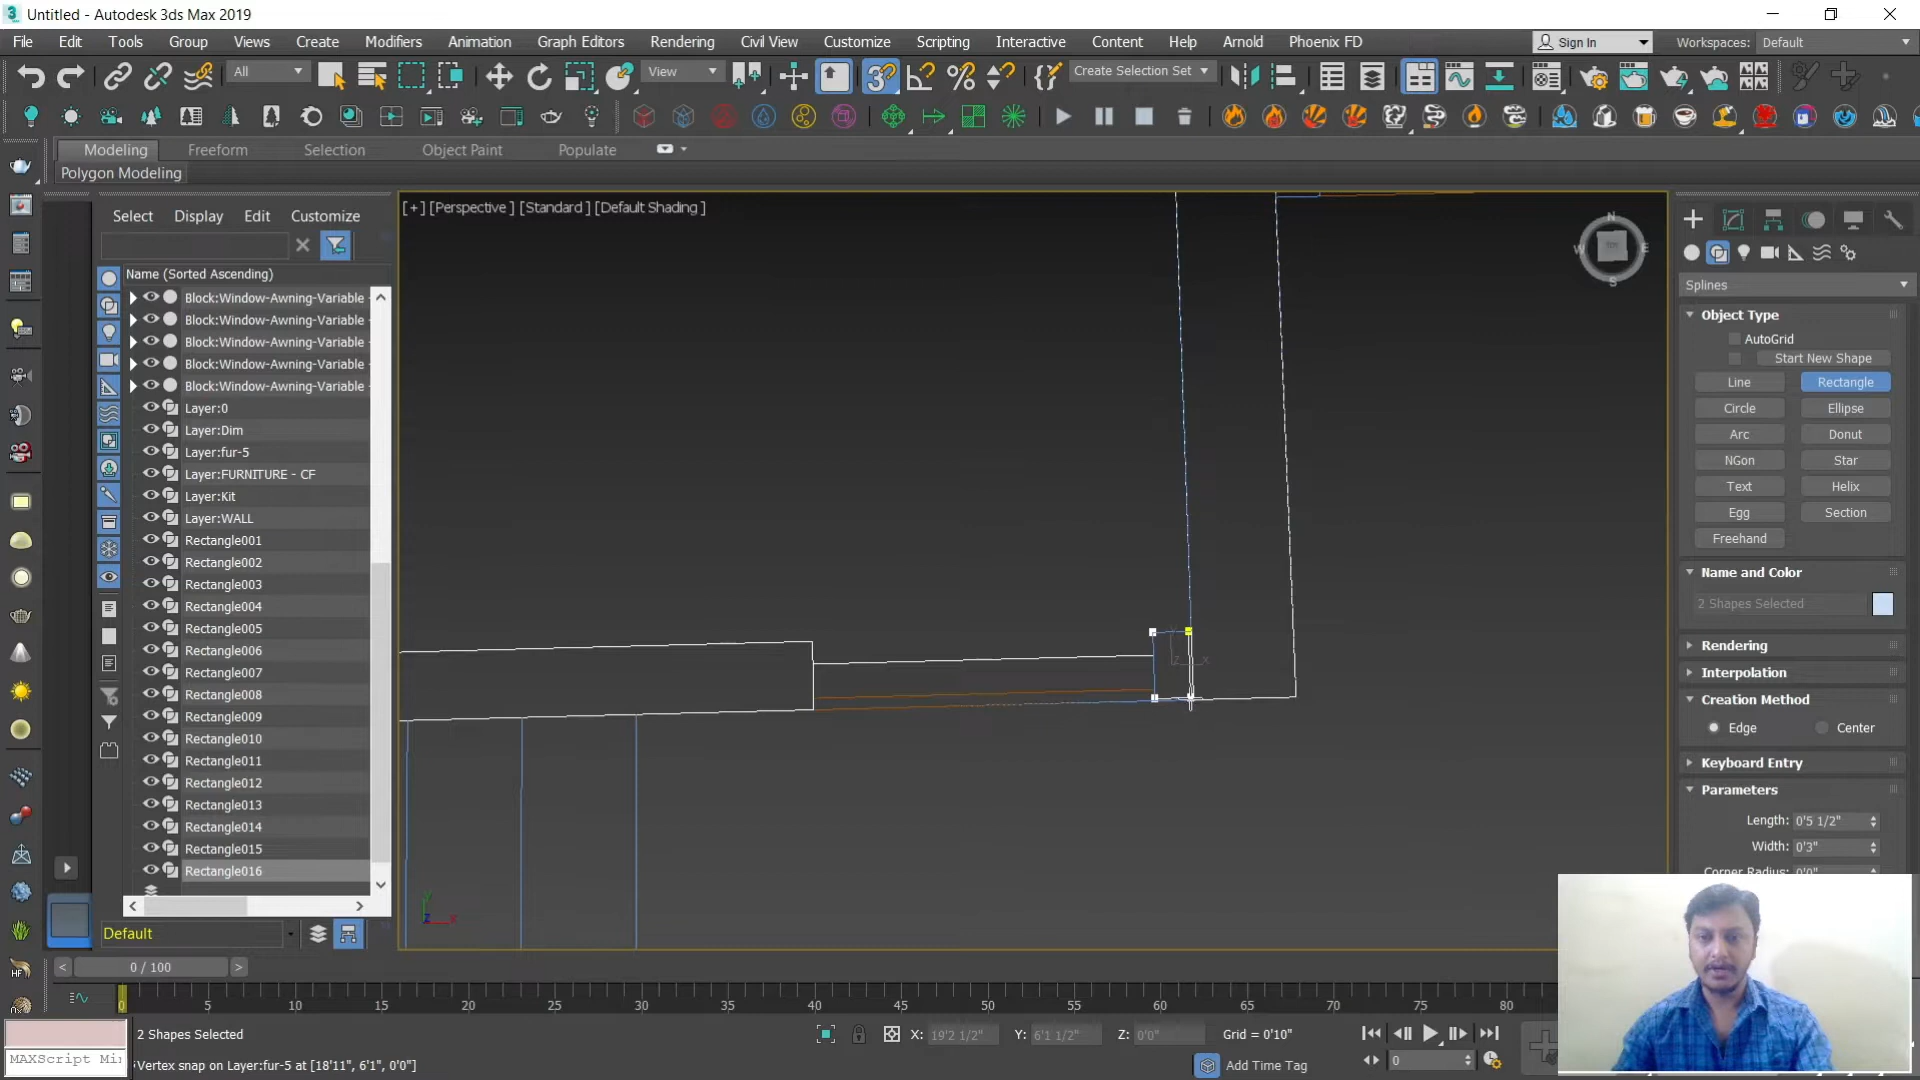 Untitled - Autodesk 3ds Max 2019
File Edit Tools Group Views Create Modifiers Animation Graph Editors Rendering Civil View Customize Scripting Interactive Content Help Arnold Phoenix FD Sign In Workspaces: Default
All View Create Selection Set
Modeling Freeform Selection Object Paint Populate
Polygon Modeling
Select Display Edit Customize
Name (Sorted Ascending)
Block:Window-Awning-Variable -
Block:Window-Awning-Variable -
Block:Window-Awning-Variable -
Block:Window-Awning-Variable -
Block:Window-Awning-Variable -
Layer:0
Layer:Dim
Layer:fur-5
Layer:FURNITURE - CF
Layer:Kit
Layer:WALL
Rectangle001
Rectangle002
Rectangle003
Rectangle004
Rectangle005
Rectangle006
Rectangle007
Rectangle008
Rectangle009
Rectangle010
Rectangle011
Rectangle012
Rectangle013
Rectangle014
Rectangle015
Rectangle016
Default
[+] [Perspective ] [Standard ] [Default Shading ]
N
W E
S
Splines
Object Type
AutoGrid
Start New Shape
Line Rectangle
Circle Ellipse
Arc Donut
NGon Star
Text Helix
Egg Section
Freehand
Name and Color
2 Shapes Selected
Rendering
Interpolation
Creation Method
Edge Center
Keyboard Entry
Parameters
Length: 0'5 1/2"
Width: 0'3"
Corner Radius: 0'0"
< 0 / 100 >
0 5 10 15 20 25 30 35 40 45 50 55 60 65 70 75 80
2 Shapes Selected X: 19'2 1/2" Y: 6'1 1/2" Z: 0'0" Grid = 0'10"
MAXScript Mi Vertex snap on Layer:fur-5 at [18'11", 6'1", 0'0"] Add Time Tag 0